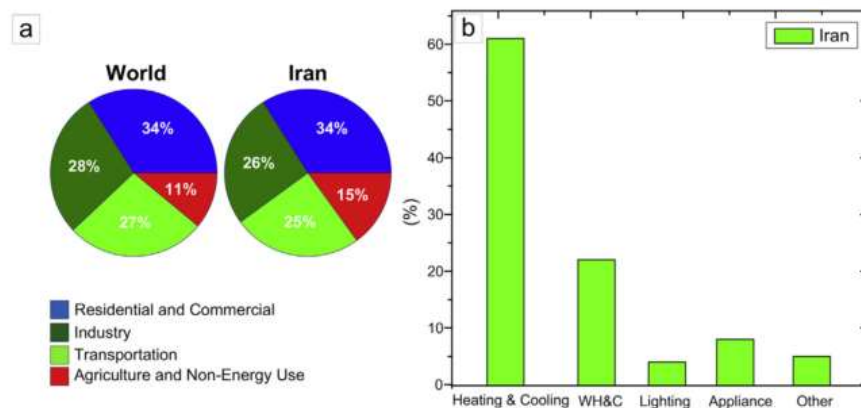 a
World
Iran
34%
28%
11%
27%
34%
26%
15%
25%
Residential and Commercial
Industry
Transportation
Agriculture and Non-Energy Use
b
Iran
60
50
40
30
20
10
0
(%)
Heating & Cooling WH&C Lighting Appliance Other